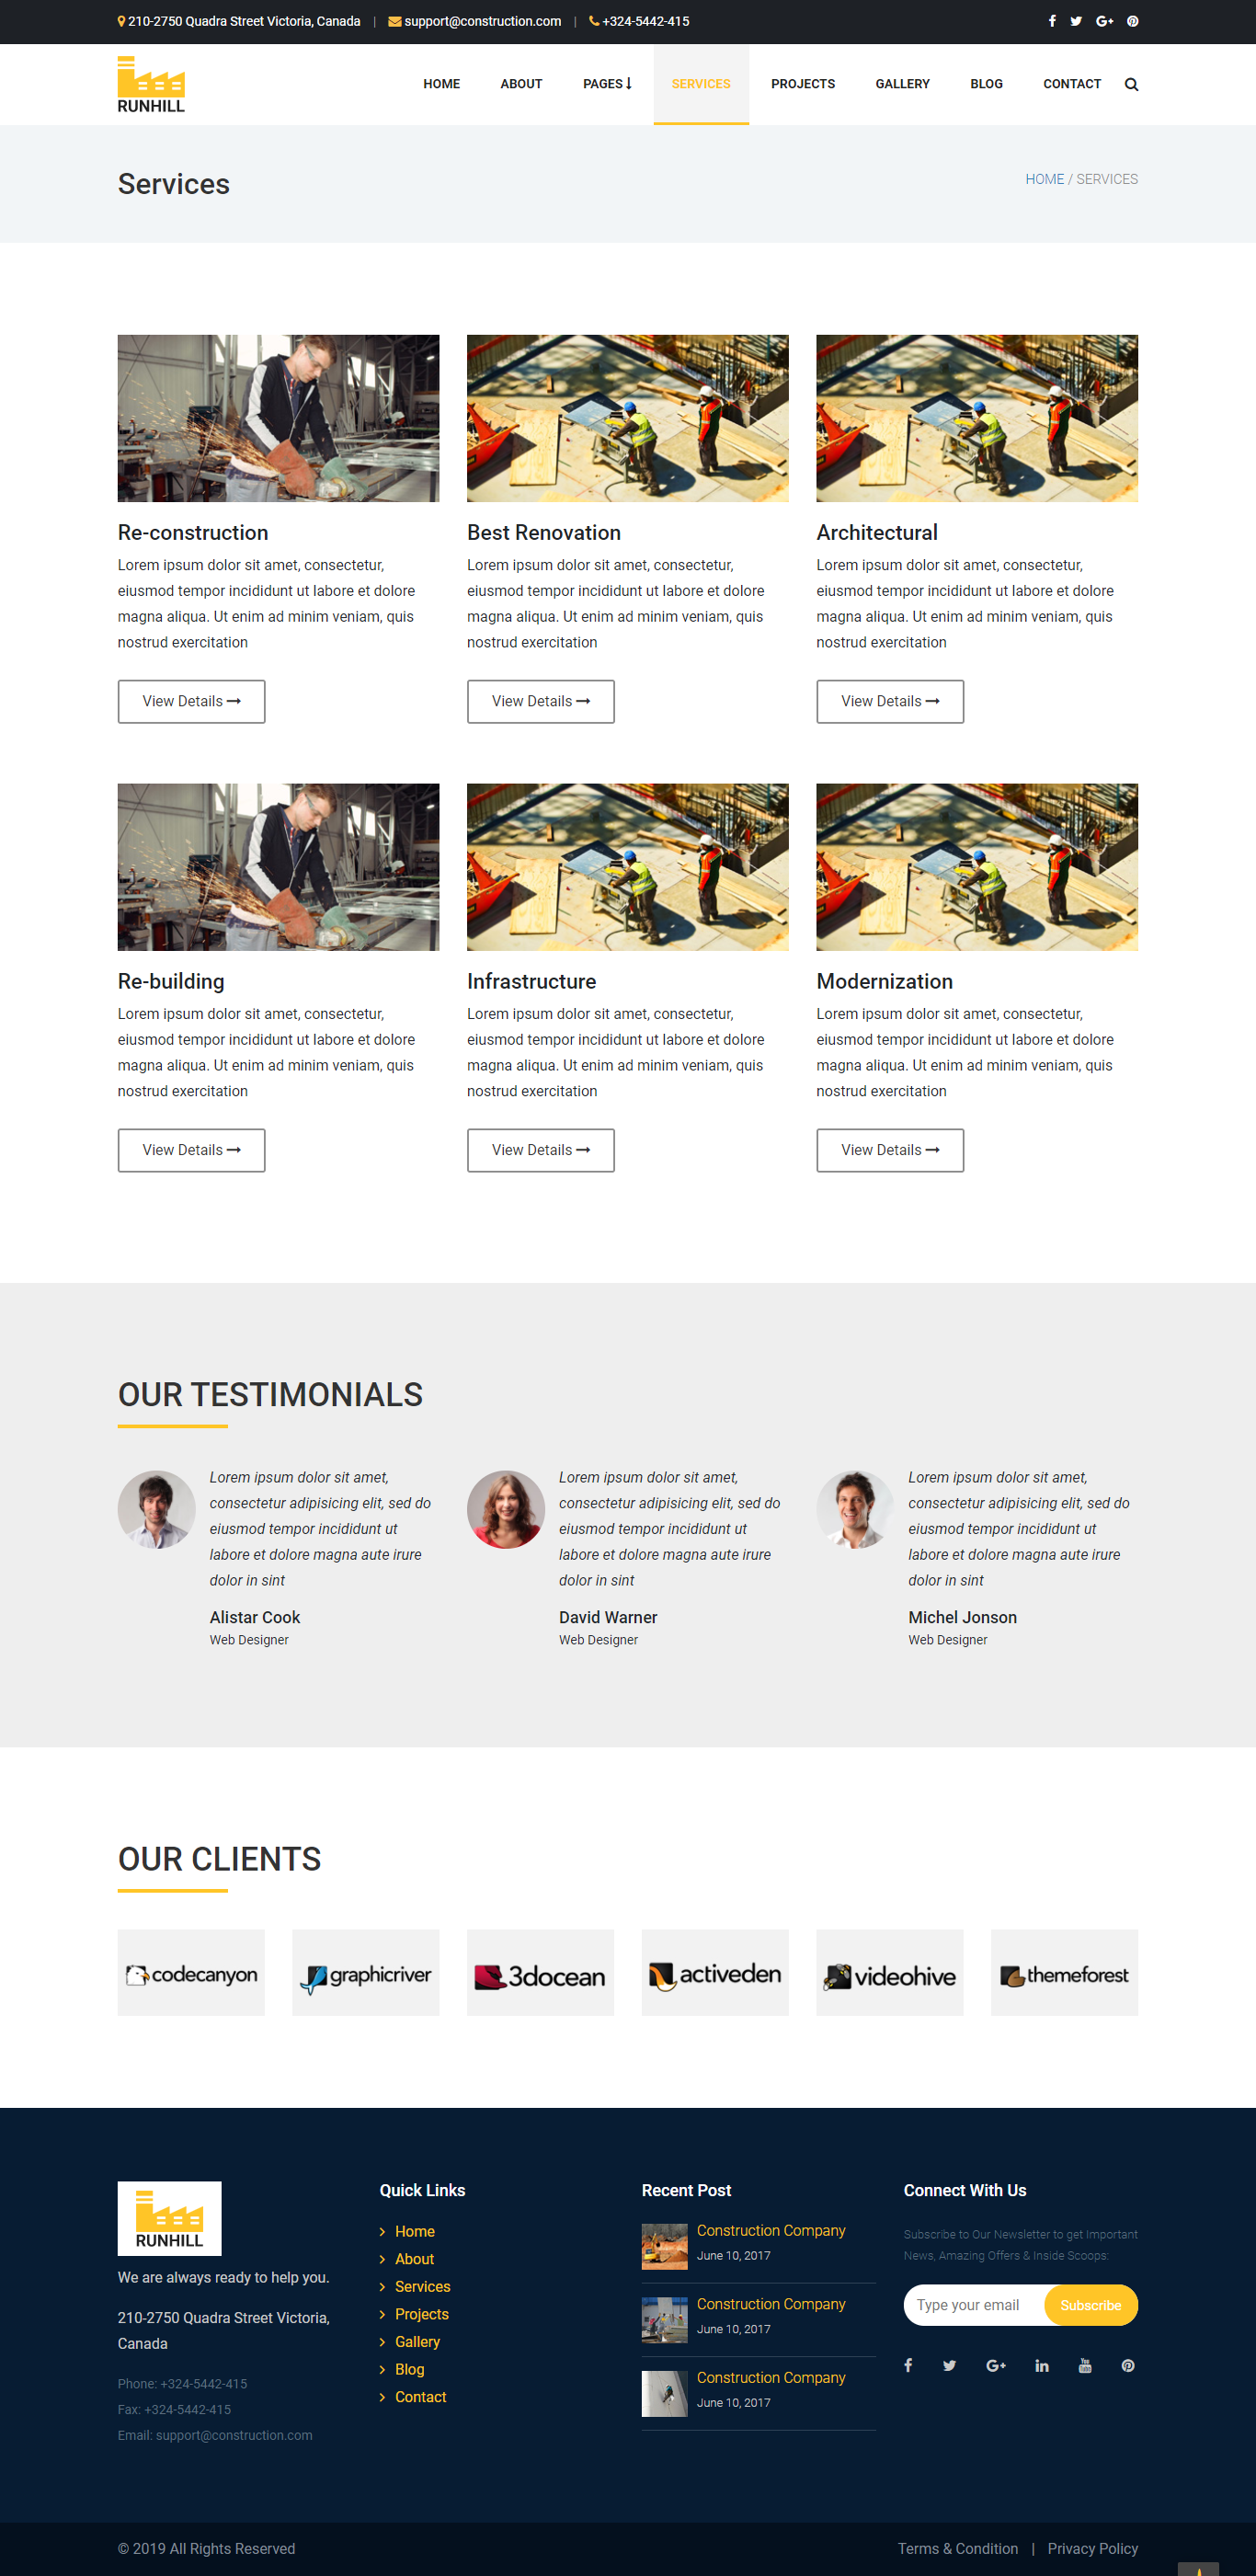 210-2750 Quadra Street Victoria, Canada | support@construction.com | +324-5442-415
RUNHILL
HOME ABOUT PAGES SERVICES PROJECTS GALLERY BLOG CONTACT
Services
HOME / SERVICES
Re-construction
Lorem ipsum dolor sit amet, consectetur,
eiusmod tempor incididunt ut labore et dolore
magna aliqua. Ut enim ad minim veniam, quis
nostrud exercitation
View Details
Best Renovation
Lorem ipsum dolor sit amet, consectetur,
eiusmod tempor incididunt ut labore et dolore
magna aliqua. Ut enim ad minim veniam, quis
nostrud exercitation
View Details
Architectural
Lorem ipsum dolor sit amet, consectetur,
eiusmod tempor incididunt ut labore et dolore
magna aliqua. Ut enim ad minim veniam, quis
nostrud exercitation
View Details
Re-building
Lorem ipsum dolor sit amet, consectetur,
eiusmod tempor incididunt ut labore et dolore
magna aliqua. Ut enim ad minim veniam, quis
nostrud exercitation
View Details
Infrastructure
Lorem ipsum dolor sit amet, consectetur,
eiusmod tempor incididunt ut labore et dolore
magna aliqua. Ut enim ad minim veniam, quis
nostrud exercitation
View Details
Modernization
Lorem ipsum dolor sit amet, consectetur,
eiusmod tempor incididunt ut labore et dolore
magna aliqua. Ut enim ad minim veniam, quis
nostrud exercitation
View Details
OUR TESTIMONIALS
Lorem ipsum dolor sit amet,
consectetur adipisicing elit, sed do
eiusmod tempor incididunt ut
labore et dolore magna aute irure
dolor in sint
Alistar Cook
Web Designer
Lorem ipsum dolor sit amet,
consectetur adipisicing elit, sed do
eiusmod tempor incididunt ut
labore et dolore magna aute irure
dolor in sint
David Warner
Web Designer
Lorem ipsum dolor sit amet,
consectetur adipisicing elit, sed do
eiusmod tempor incididunt ut
labore et dolore magna aute irure
dolor in sint
Michel Jonson
Web Designer
OUR CLIENTS
codecanyon
graphicriver
3docean
activeden
videohive
themeforest
RUNHILL
We are always ready to help you.
210-2750 Quadra Street Victoria,
Canada
Phone: +324-5442-415
Fax: +324-5442-415
Email: support@construction.com
Quick Links
Home
About
Services
Projects
Gallery
Blog
Contact
Recent Post
Construction Company
June 10, 2017
Construction Company
June 10, 2017
Construction Company
June 10, 2017
Connect With Us
Subscribe to Our Newsletter to get Important
News, Amazing Offers & Inside Scoops:
Type your email
Subscribe
© 2019 All Rights Reserved
Terms & Condition | Privacy Policy